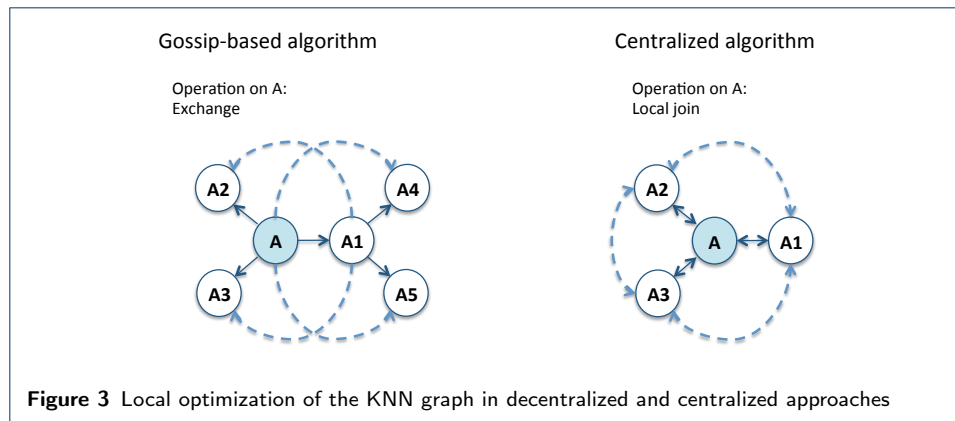 Gossip-based algorithm
Operation on A:
Exchange
A2
A4
A
A1
A3
A5
Centralized algorithm
Operation on A:
Local join
A2
A
A1
A3
Figure 3 Local optimization of the KNN graph in decentralized and centralized approaches